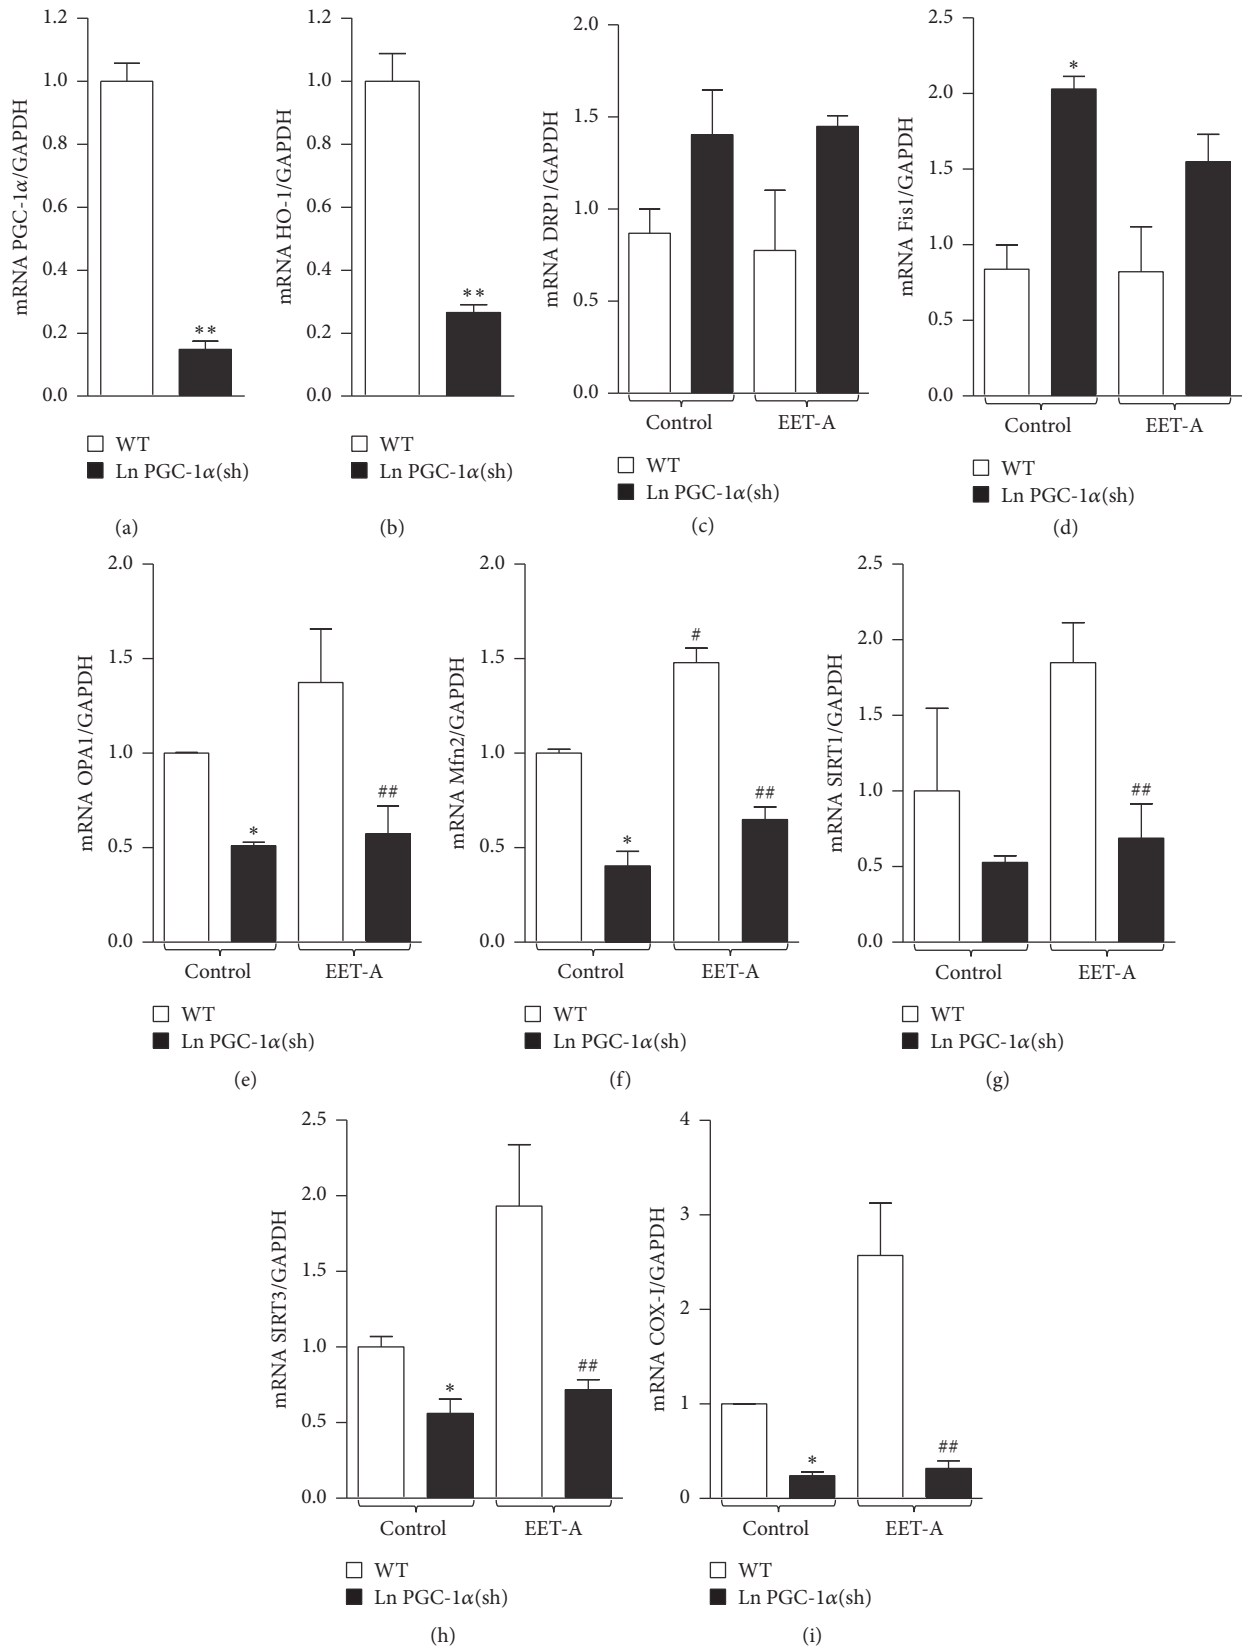 mRNA PGC-1α/GAPDH
1.2
1.0
0.8
0.6
0.4
0.2
0.0
**
WT
Ln PGC-1α(sh)
(a)
mRNA HO-1/GAPDH
1.2
1.0
0.8
0.6
0.4
0.2
0.0
**
WT
Ln PGC-1α(sh)
(b)
mRNA DRP1/GAPDH
2.0
1.5
1.0
0.5
0.0
Control
EET-A
WT
Ln PGC-1α(sh)
(c)
mRNA Fis1/GAPDH
2.5
2.0
1.5
1.0
0.5
0.0
*
Control
EET-A
WT
Ln PGC-1α(sh)
(d)
mRNA OPA1/GAPDH
2.0
1.5
1.0
0.5
0.0
*
##
Control
EET-A
WT
Ln PGC-1α(sh)
(e)
mRNA Mfn2/GAPDH
2.0
1.5
1.0
0.5
0.0
*
#
##
Control
EET-A
WT
Ln PGC-1α(sh)
(f)
mRNA SIRT1/GAPDH
2.5
2.0
1.5
1.0
0.5
0.0
##
Control
EET-A
WT
Ln PGC-1α(sh)
(g)
mRNA SIRT3/GAPDH
2.5
2.0
1.5
1.0
0.5
0.0
*
##
Control
EET-A
WT
Ln PGC-1α(sh)
(h)
mRNA COX-I/GAPDH
4
3
2
1
0
*
##
Control
EET-A
WT
Ln PGC-1α(sh)
(i)